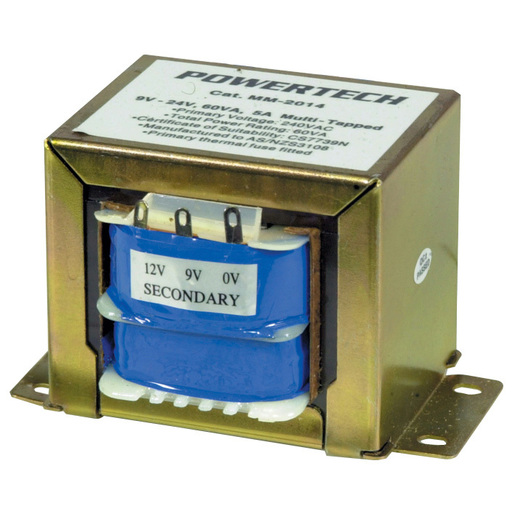 POWERTECH
Cat. MM-2014
9V - 24V, 60VA, 5A Multi-Tapped
•Primary Voltage: 240VAC
•Total Power Rating: 60VA
•Certificate of Suitability: CS7739N
•Manufactured to AS/NZS3108
•Primary thermal fuse fitted
12V 9V 0V
SECONDARY